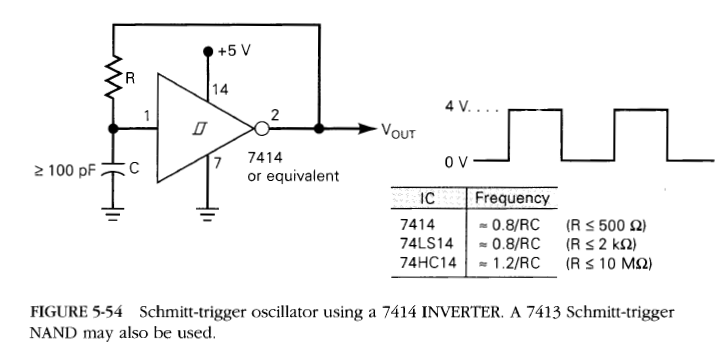 +5 V
R
14
1
2
V_OUT
≥ 100 pF
C
7
7414
or equivalent
4 V....
0 V
IC Frequency
7414 ≈ 0.8/RC (R ≤ 500 Ω)
74LS14 ≈ 0.8/RC (R ≤ 2 kΩ)
74HC14 ≈ 1.2/RC (R ≤ 10 MΩ)
FIGURE 5-54 Schmitt-trigger oscillator using a 7414 INVERTER. A 7413 Schmitt-trigger
NAND may also be used.